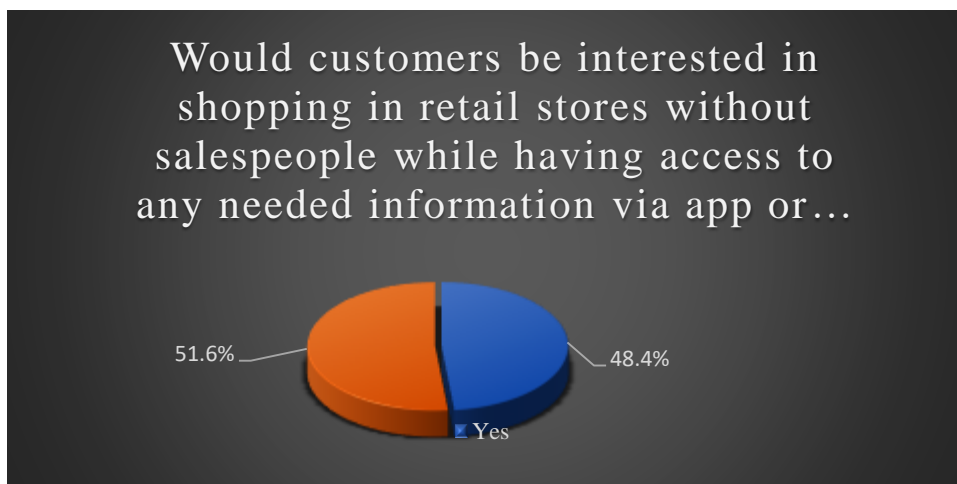 Would customers be interested in
shopping in retail stores without
salespeople while having access to
any needed information via app or…
51.6%
48.4%
Yes